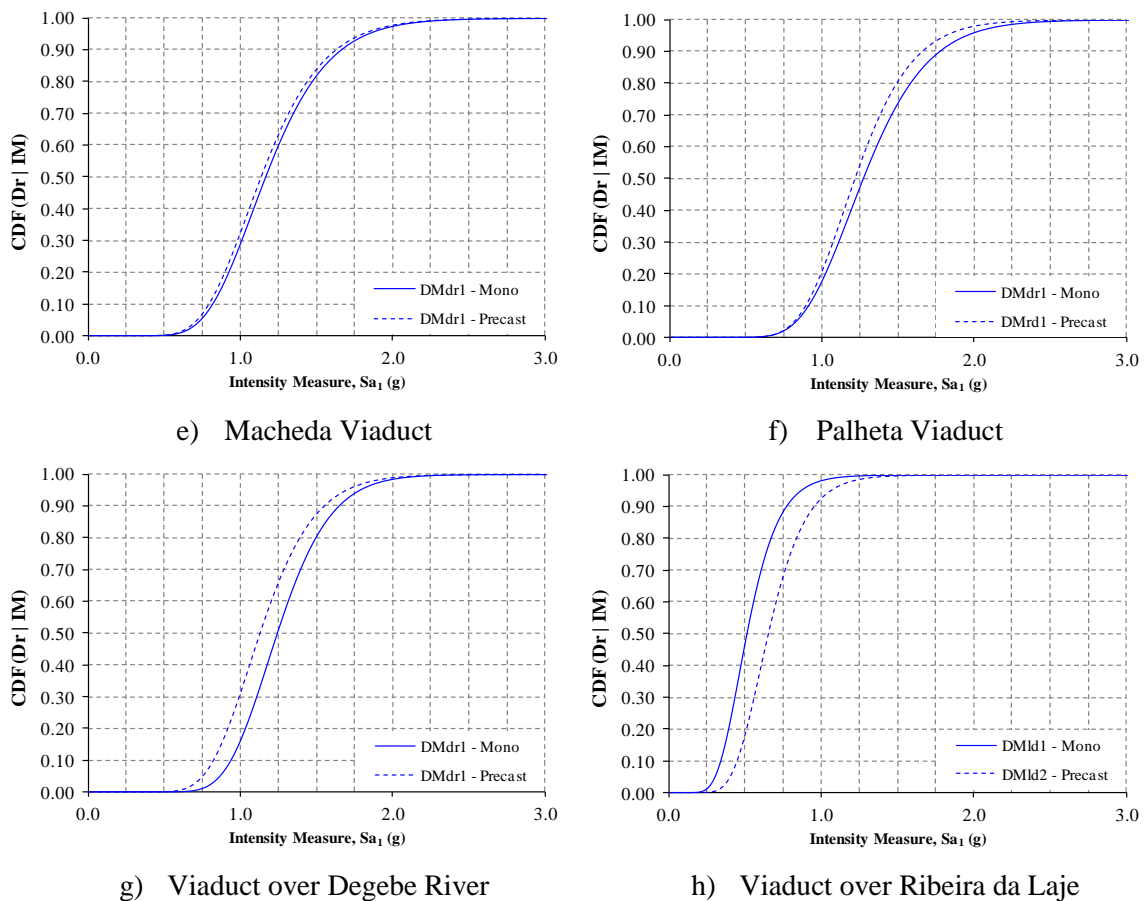 1.00
0.90
0.80
0.70
0.60
0.50
0.40
0.30
0.20
0.10
0.00
CDF (Dr | IM)
DMdr1 - Mono
DMdr1 - Precast
0.0 1.0 2.0 3.0
Intensity Measure, Sa1 (g)
e) Macheda Viaduct
1.00
0.90
0.80
0.70
0.60
0.50
0.40
0.30
0.20
0.10
0.00
CDF (Dr | IM)
DMdr1 - Mono
DMrd1 - Precast
0.0 1.0 2.0 3.0
Intensity Measure, Sa1 (g)
f) Palheta Viaduct
1.00
0.90
0.80
0.70
0.60
0.50
0.40
0.30
0.20
0.10
0.00
CDF (Dr | IM)
DMdr1 - Mono
DMdr1 - Precast
0.0 1.0 2.0 3.0
Intensity Measure, Sa1 (g)
g) Viaduct over Degebe River
1.00
0.90
0.80
0.70
0.60
0.50
0.40
0.30
0.20
0.10
0.00
CDF (Dr | IM)
DMld1 - Mono
DMld2 - Precast
0.0 1.0 2.0 3.0
Intensity Measure, Sa1 (g)
h) Viaduct over Ribeira da Laje